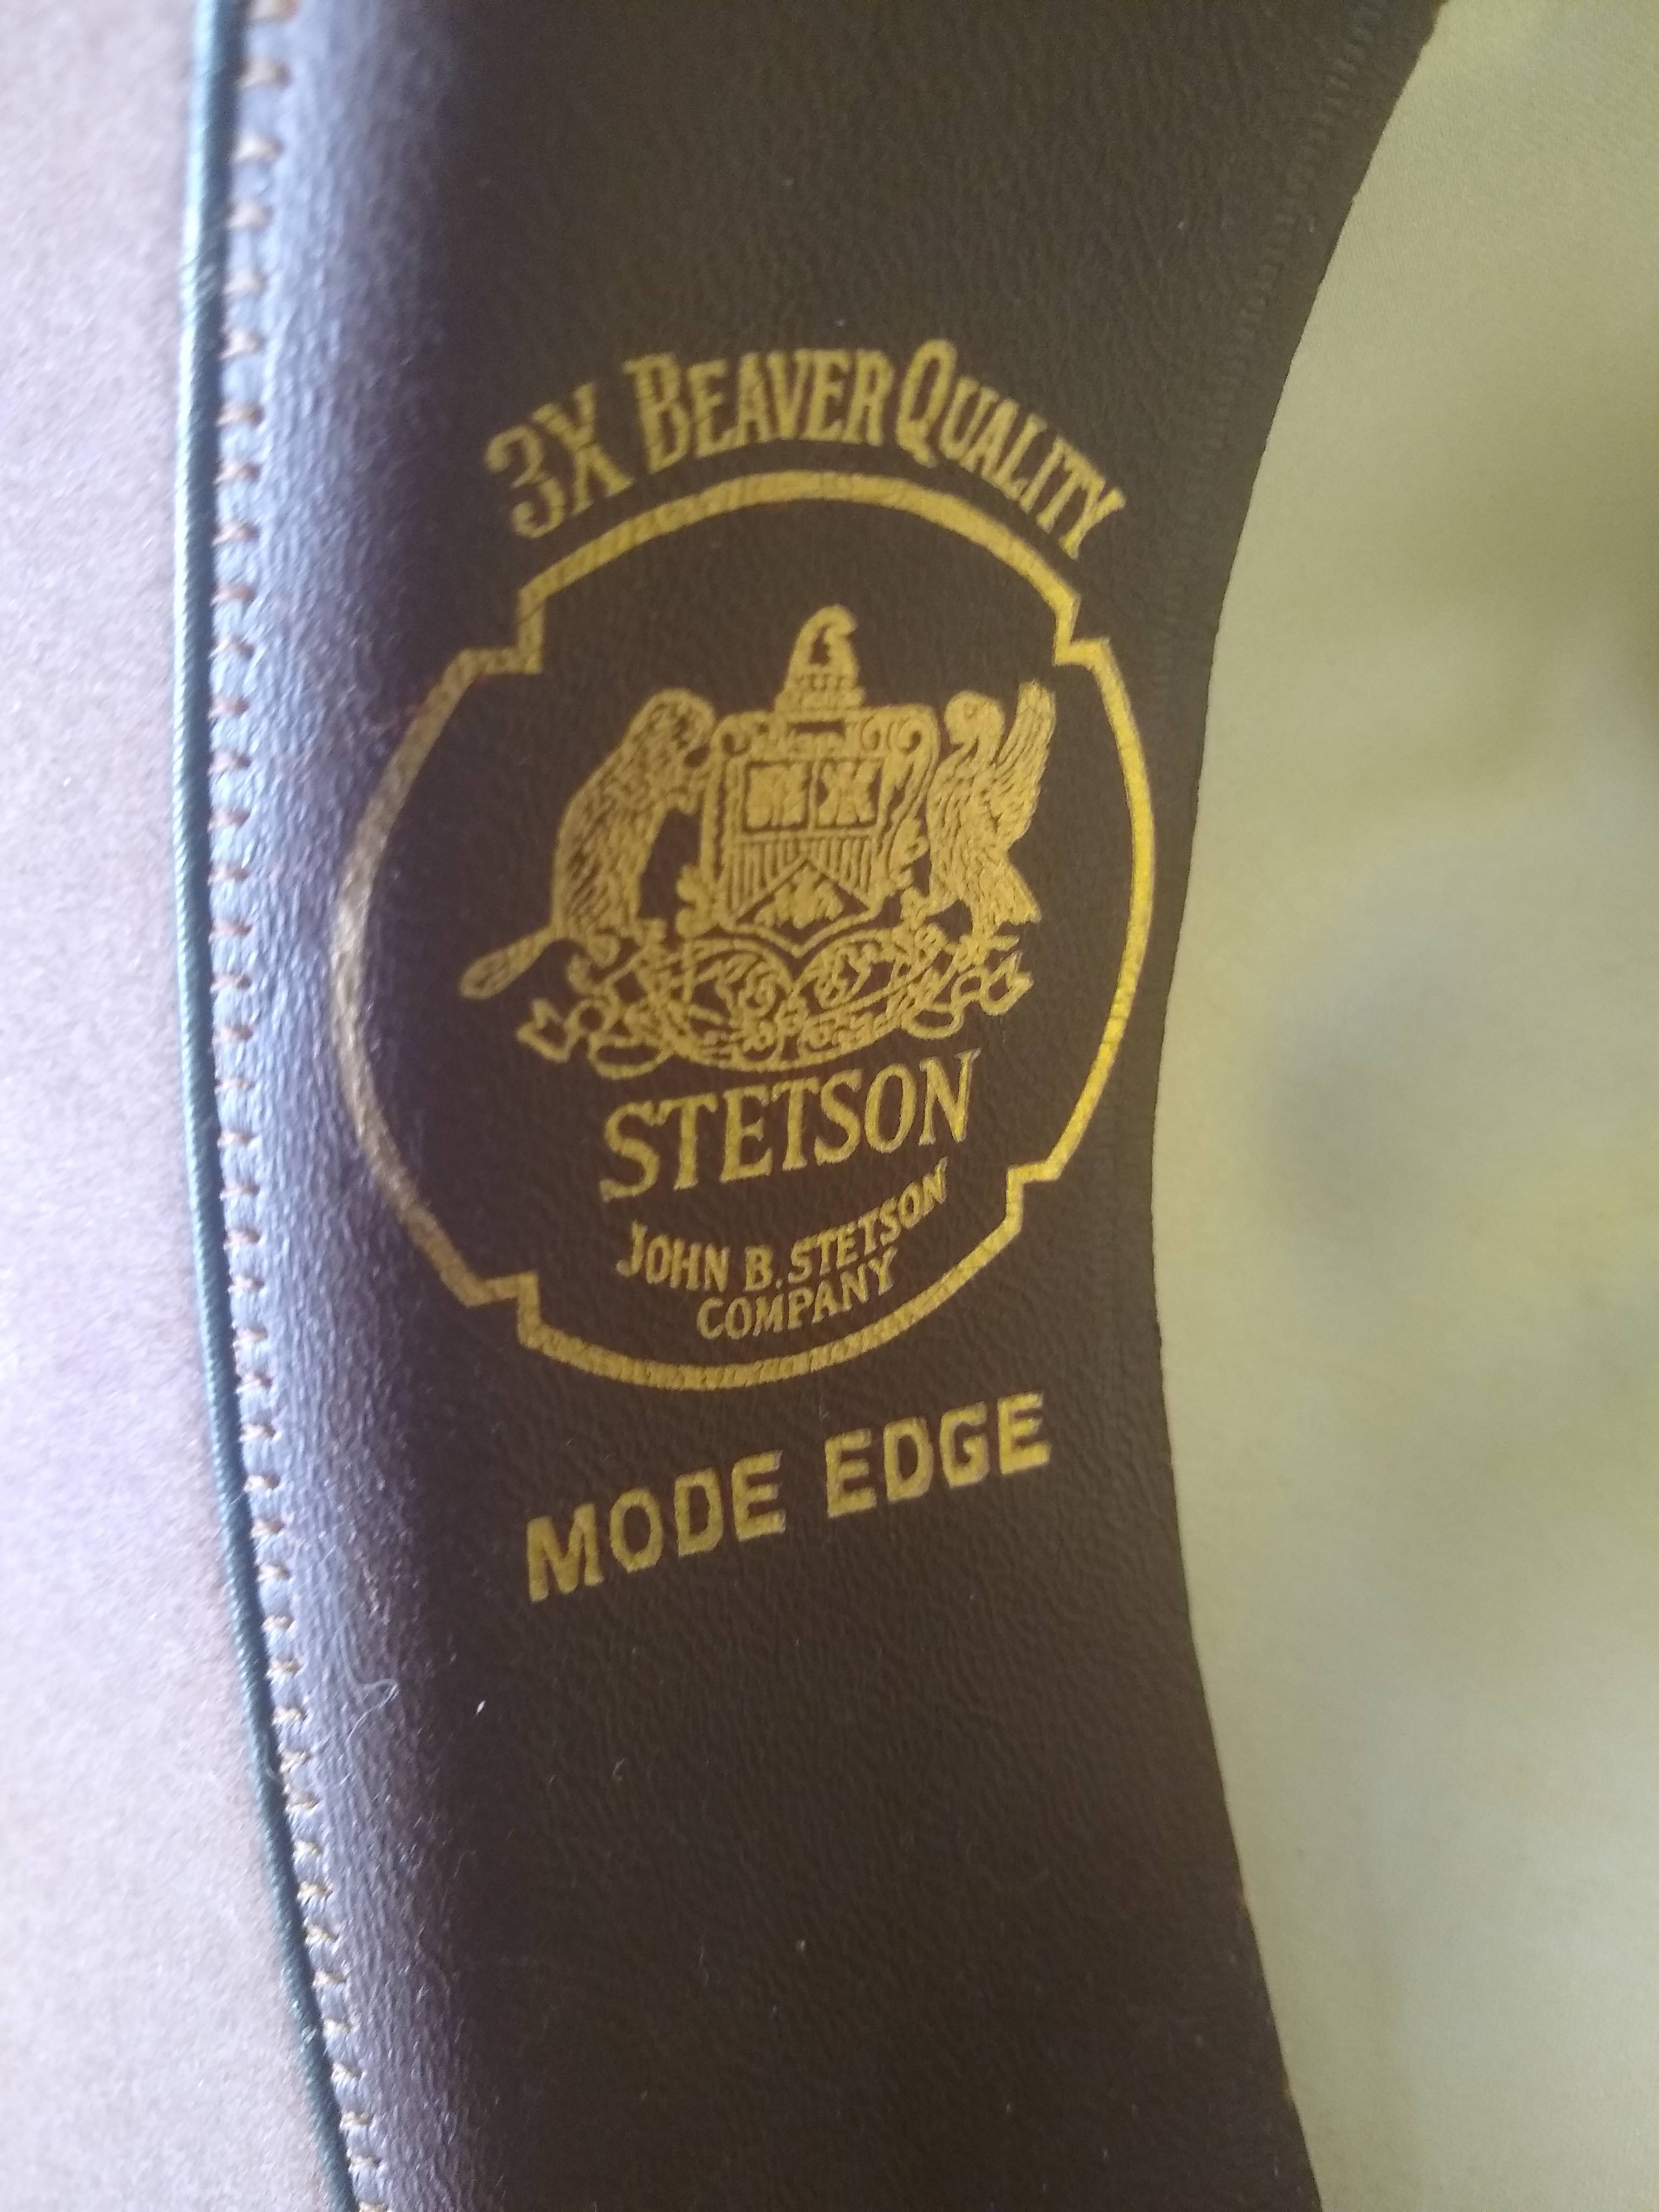 3X BEAVER QUALITY
STETSON
JOHN B. STETSON
COMPANY
MODE EDGE